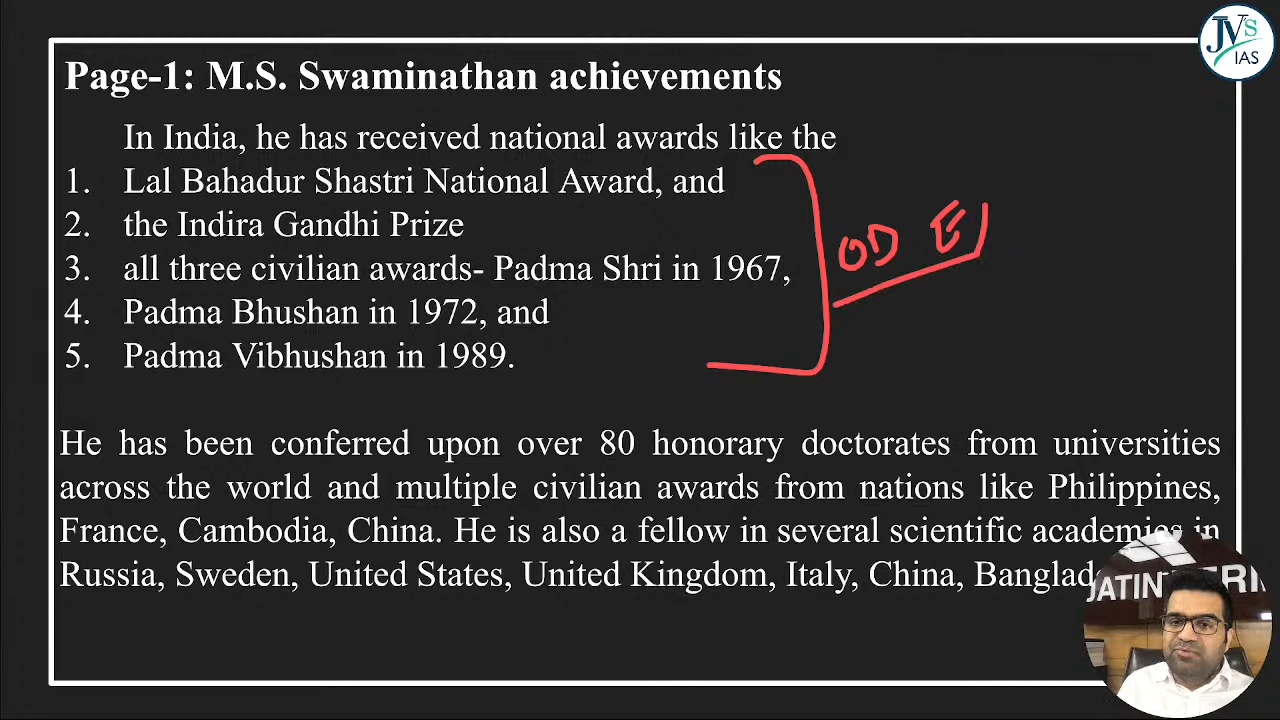 JVS
IAS
Page-1: M.S. Swaminathan achievements
In India, he has received national awards like the
1. Lal Bahadur Shastri National Award, and
2. the Indira Gandhi Prize
3. all three civilian awards- Padma Shri in 1967,
4. Padma Bhushan in 1972, and
5. Padma Vibhushan in 1989.
OD E
He has been conferred upon over 80 honorary doctorates from universities
across the world and multiple civilian awards from nations like Philippines,
France, Cambodia, China. He is also a fellow in several scientific academies in
Russia, Sweden, United States, United Kingdom, Italy, China,
JATIN